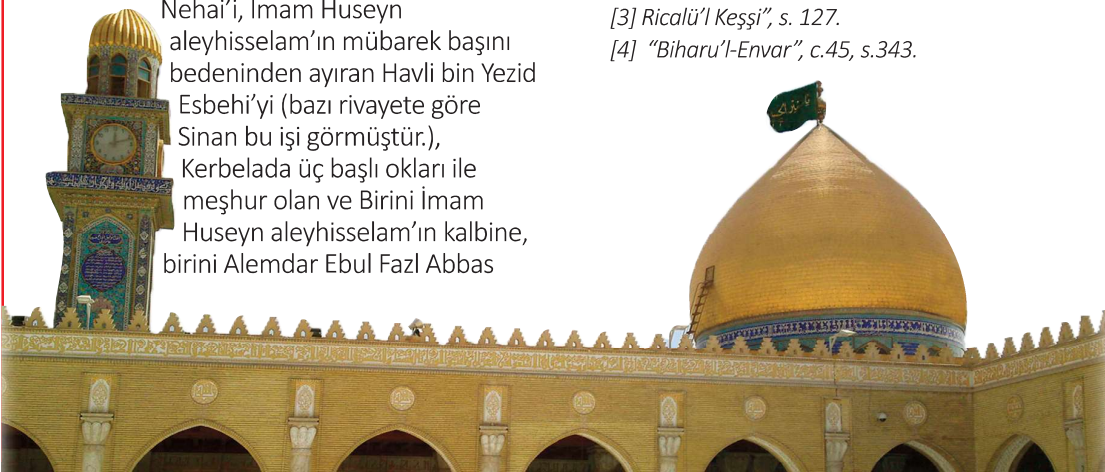 Nehai’i, İmam Huseyn
aleyhisselam’ın mübarek başını
bedeninden ayıran Havli bin Yezid
Esbehi’yi (bazı rivayete göre
Sinan bu işi görmüştür.),
Kerbelada üç başlı okları ile
meşhur olan ve Birini İmam
Huseyn aleyhisselam’ın kalbine,
birini Alemdar Ebul Fazl Abbas
[3] Ricalü’l Keşşi”, s. 127.
[4]  “Biharu’l-Envar”, c.45, s.343.